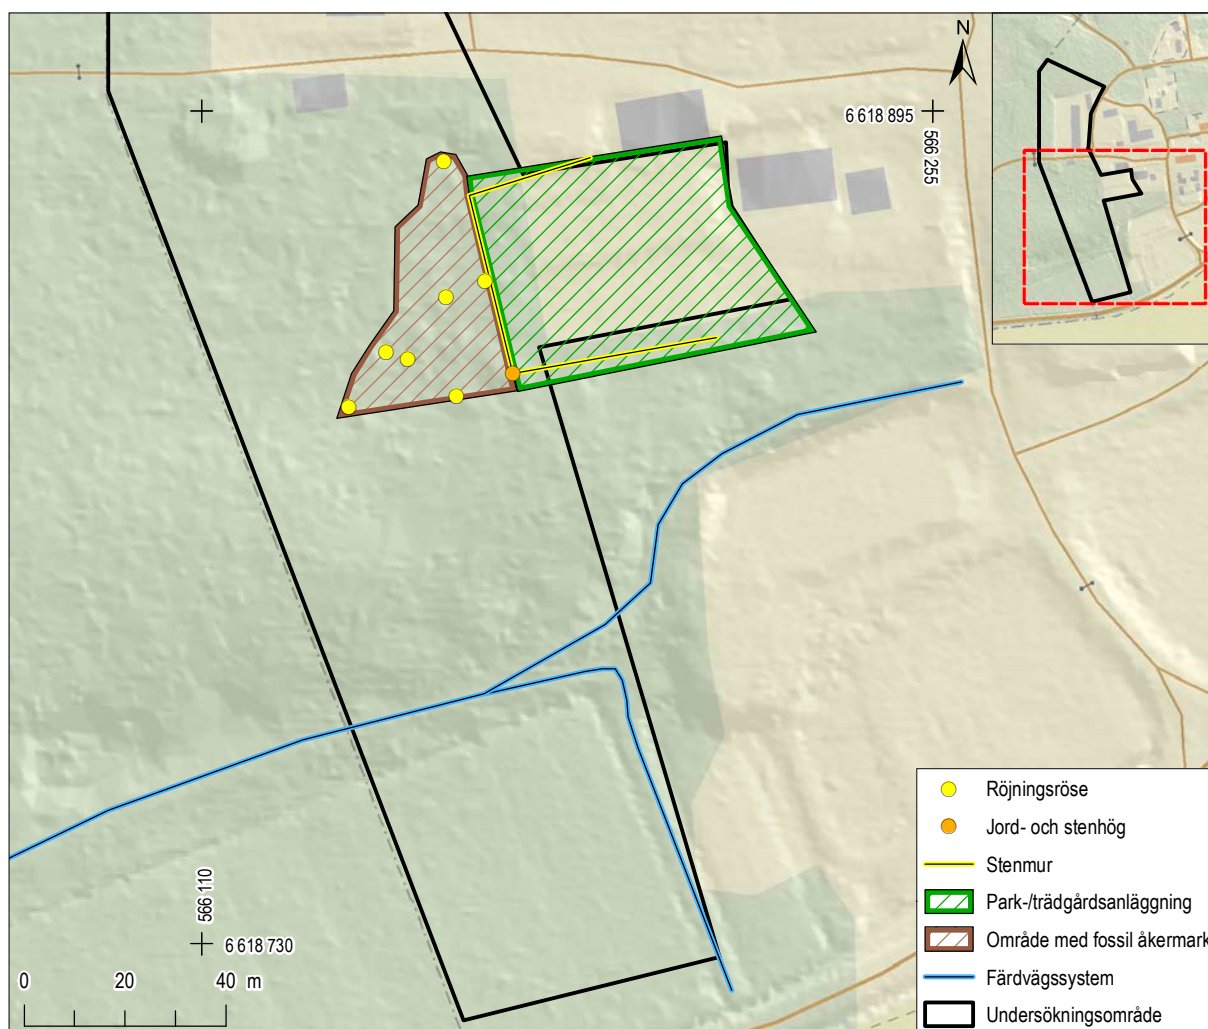 N
6 618 895
566 255
Röjningsröse
Jord- och stenhög
Stenmur
Park-/trädgårdsanläggning
Område med fossil åkermark
Färdvägssystem
Undersökningsområde
566 110
6 618 730
0 20 40 m